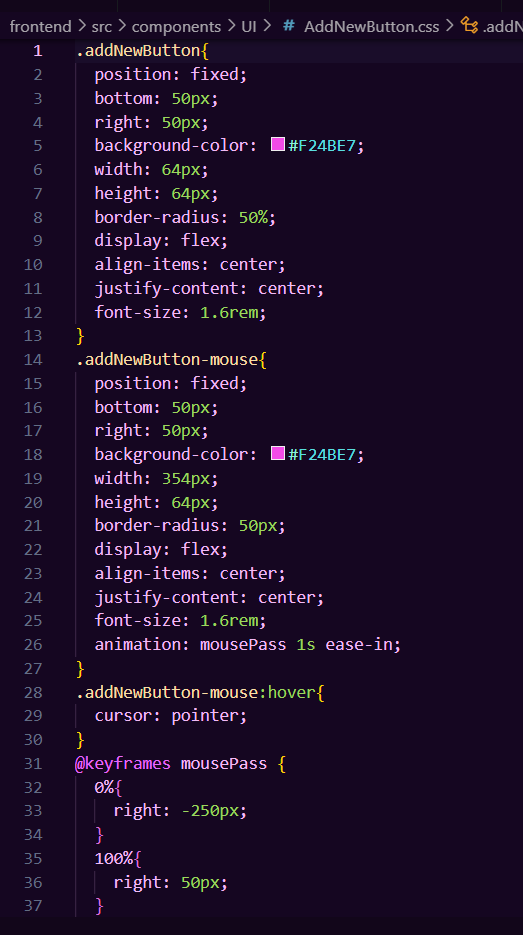 frontend > src > components > UI > # AddNewButton.css > .addN
1 .addNewButton{
2   position: fixed;
3   bottom: 50px;
4   right: 50px;
5   background-color: #F24BE7;
6   width: 64px;
7   height: 64px;
8   border-radius: 50%;
9   display: flex;
10   align-items: center;
11   justify-content: center;
12   font-size: 1.6rem;
13 }
14 .addNewButton-mouse{
15   position: fixed;
16   bottom: 50px;
17   right: 50px;
18   background-color: #F24BE7;
19   width: 354px;
20   height: 64px;
21   border-radius: 50px;
22   display: flex;
23   align-items: center;
24   justify-content: center;
25   font-size: 1.6rem;
26   animation: mousePass 1s ease-in;
27 }
28 .addNewButton-mouse:hover{
29   cursor: pointer;
30 }
31 @keyframes mousePass {
32   0%{
33     right: -250px;
34   }
35   100%{
36     right: 50px;
37   }